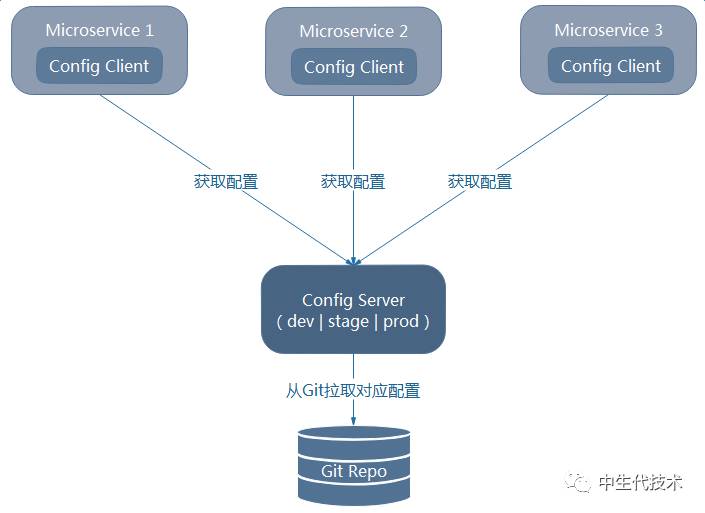 Microservice 1
Config Client
Microservice 2
Config Client
Microservice 3
Config Client
获取配置
获取配置
获取配置
Config Server
( dev | stage | prod )
从Git拉取对应配置
Git Repo
中生代技术